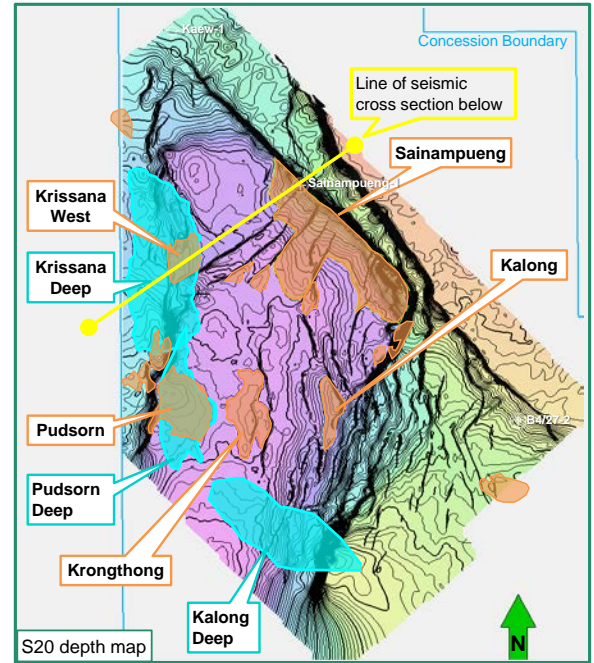 Kaew-1
Concession Boundary
Line of seismic
cross section below
Sainampueng
Sainampueng-1
Krissana
West
Krissana
Deep
Kalong
Pudsorn
B4/27-2
Pudsorn
Deep
Krongthong
Kalong
Deep
S20 depth map
N